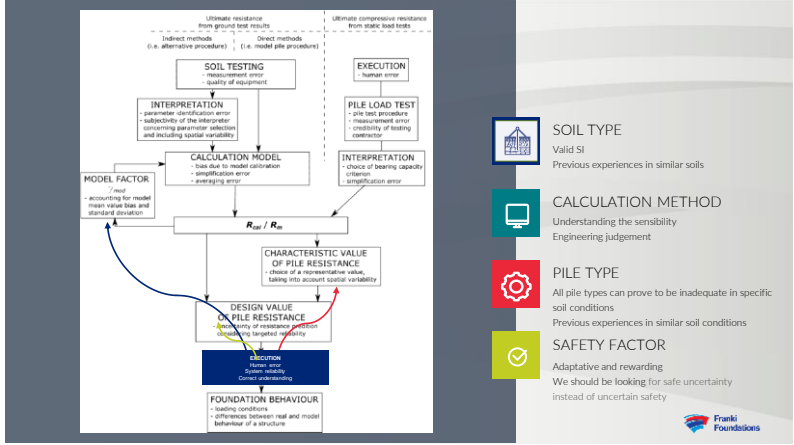 Ultimate resistance
from ground test results
Ultimate compressive resistance
from static load tests
Indirect methods
(i.e. alternative procedure)
Direct methods
(i.e. model pile procedure)
SOIL TESTING
- measurement error
- quality of equipment
EXECUTION
- human error
INTERPRETATION
- parameter identification error
- subjectivity of the interpreter
concerning parameter selection
and including spatial variability
PILE LOAD TEST
- pile test procedure
- measurement error
- credibility of testing
contractor
CALCULATION MODEL
- bias due to model calibration
- simplification error
- averaging error
INTERPRETATION
- choice of bearing capacity
criterion
- simplification error
MODEL FACTOR
γmod
- accounting for model
mean value bias and
standard deviation
Rcal / Rm
CHARACTERISTIC VALUE
OF PILE RESISTANCE
- choice of a representative value,
taking into account spatial variability
DESIGN VALUE
OF PILE RESISTANCE
- uncertainty of resistance prediction
considering targeted reliability
EXECUTION
Human error
System reliability
Correct understanding
FOUNDATION BEHAVIOUR
- loading conditions
- differences between real and model
behaviour of a structure
SOIL TYPE
Valid SI
Previous experiences in similar soils
CALCULATION METHOD
Understanding the sensibility
Engineering judgement
PILE TYPE
All pile types can prove to be inadequate in specific
soil conditions
Previous experiences in similar soil conditions
SAFETY FACTOR
Adaptative and rewarding
We should be looking for safe uncertainty
instead of uncertain safety
Franki
Foundations